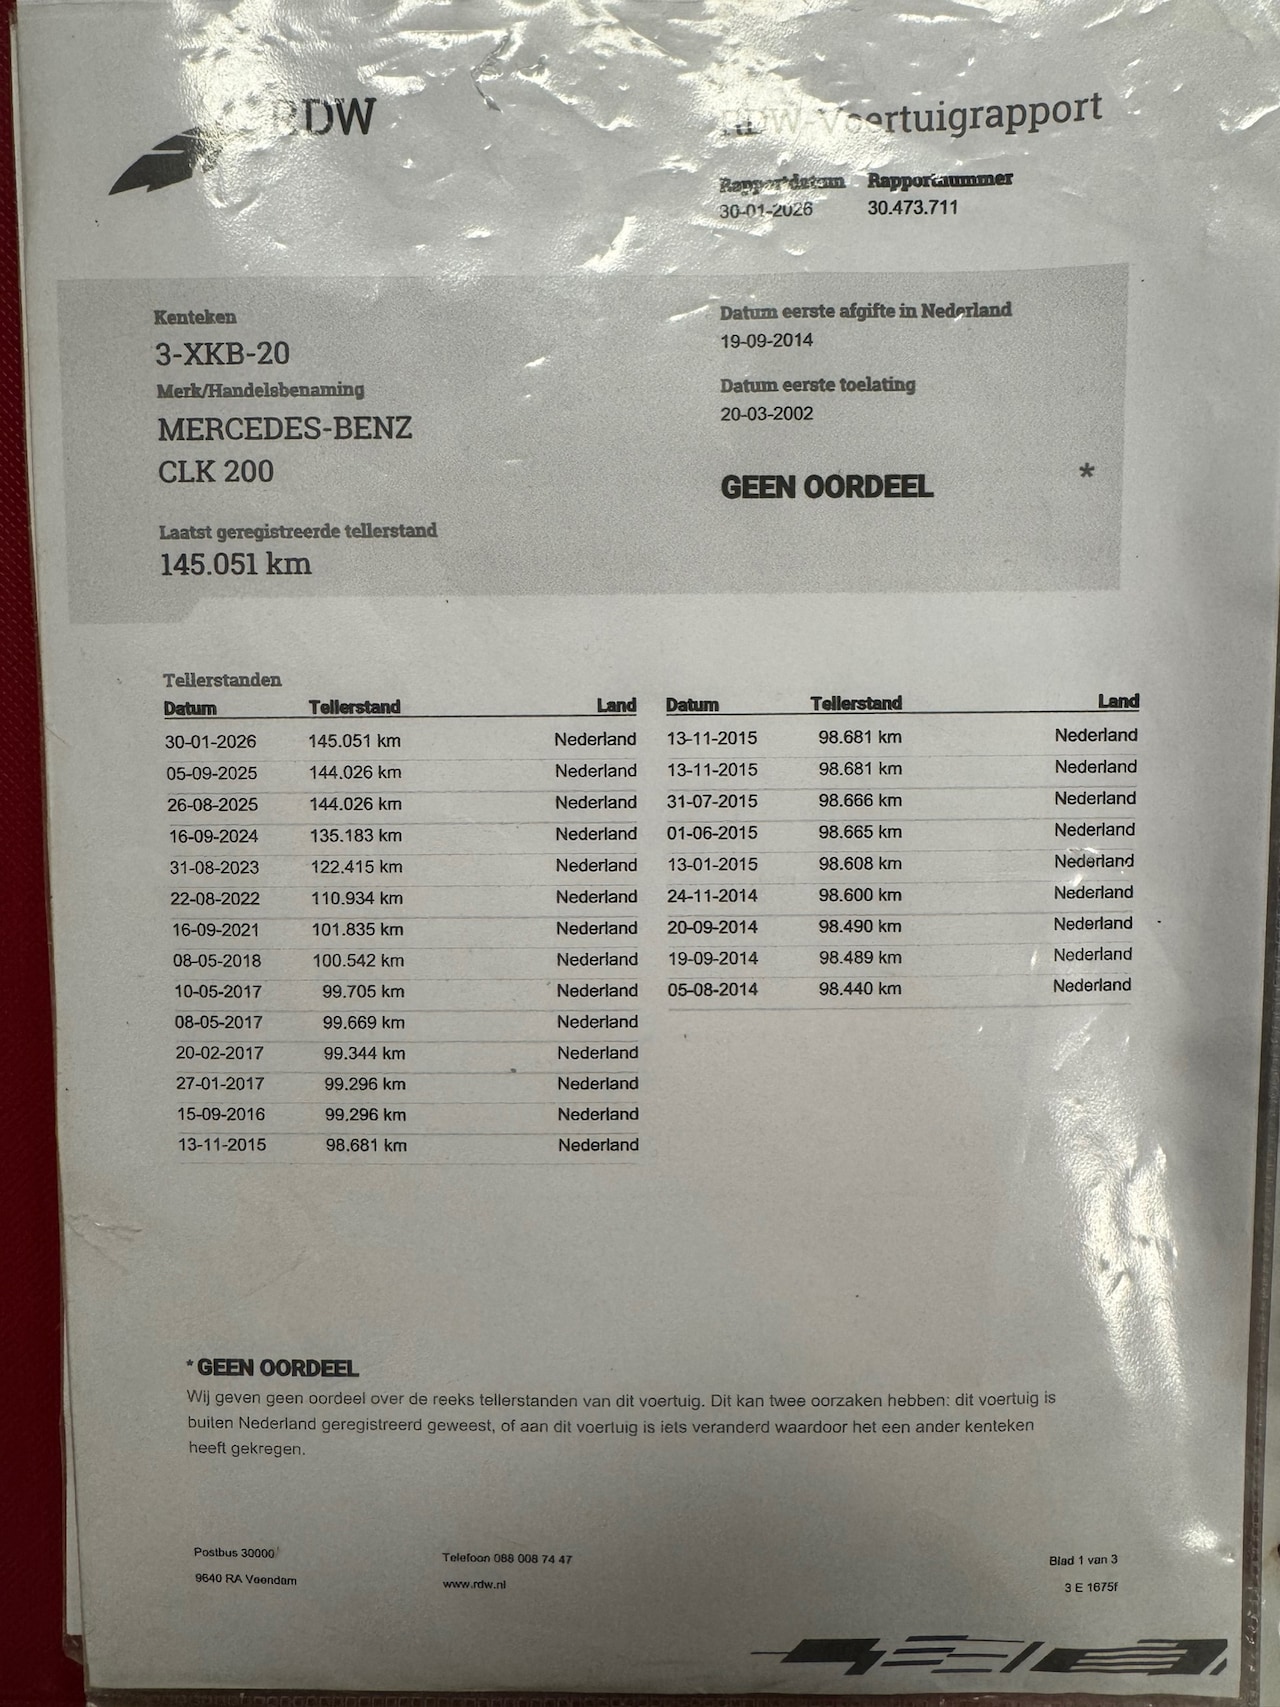 RDW
RDW-Voertuigrapport
Rapportdatum Rapportnummer
30-01-2026 30.473.711
Kenteken
3-XKB-20
Merk/Handelsbenaming
MERCEDES-BENZ
CLK 200
Laatst geregistreerde tellerstand
145.051 km
Datum eerste afgifte in Nederland
19-09-2014
Datum eerste toelating
20-03-2002
GEEN OORDEEL *
Tellerstanden
Datum Tellerstand Land
30-01-2026 145.051 km Nederland
05-09-2025 144.026 km Nederland
26-08-2025 144.026 km Nederland
16-09-2024 135.183 km Nederland
31-08-2023 122.415 km Nederland
22-08-2022 110.934 km Nederland
16-09-2021 101.835 km Nederland
08-05-2018 100.542 km Nederland
10-05-2017 99.705 km Nederland
08-05-2017 99.669 km Nederland
20-02-2017 99.344 km Nederland
27-01-2017 99.296 km Nederland
15-09-2016 99.296 km Nederland
13-11-2015 98.681 km Nederland
Datum Tellerstand Land
13-11-2015 98.681 km Nederland
13-11-2015 98.681 km Nederland
31-07-2015 98.666 km Nederland
01-06-2015 98.665 km Nederland
13-01-2015 98.608 km Nederland
24-11-2014 98.600 km Nederland
20-09-2014 98.490 km Nederland
19-09-2014 98.489 km Nederland
05-08-2014 98.440 km Nederland
* GEEN OORDEEL
Wij geven geen oordeel over de reeks tellerstanden van dit voertuig. Dit kan twee oorzaken hebben: dit voertuig is
buiten Nederland geregistreerd geweest, of aan dit voertuig is iets veranderd waardoor het een ander kenteken
heeft gekregen.
Postbus 30000
9640 RA Veendam
Telefoon 088 008 74 47
www.rdw.nl
Blad 1 van 3
3 E 1675f